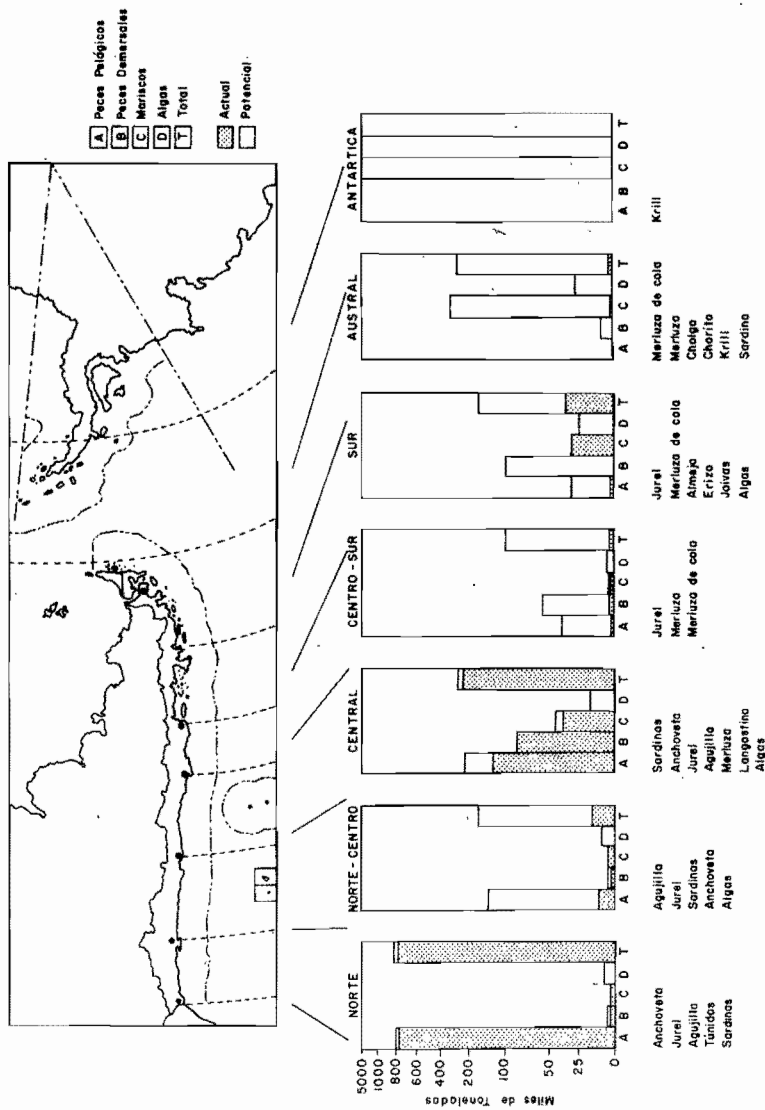 A Peces Pelágicos
B Peces Demersales
C Mariscos
D Algas
T Total
Actual
Potencial
Miles de Toneladas
5000
1000
800
600
400
200
100
50
25
0
NORTE
A B C D T
Anchoveta
Jurel
Agujilla
Túnidos
Sardinas
NORTE-CENTRO
A B C D T
Agujilla
Jurel
Sardinas
Anchoveta
Algas
CENTRAL
A B C D T
Sardinas
Anchoveta
Jurel
Agujilla
Merluza
Langostino
Algas
CENTRO-SUR
A B C D T
Jurel
Merluza
Merluza de cola
SUR
A B C D T
Jurel
Merluza de cola
Almeja
Erizo
Jaivas
Algas
AUSTRAL
A B C D T
Merluza de cola
Merluza
Cholga
Chorito
Krill
Sardina
ANTARTICA
A B C D T
Krill